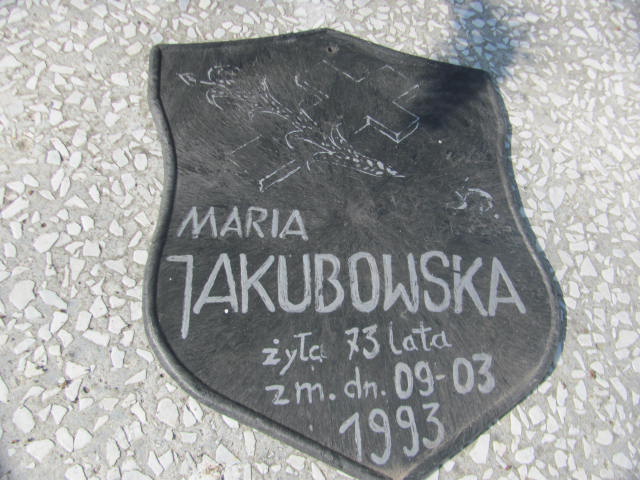 MARIA
JAKUBOWSKA
żyła 73 lata
zm. dn. 09-03
1993